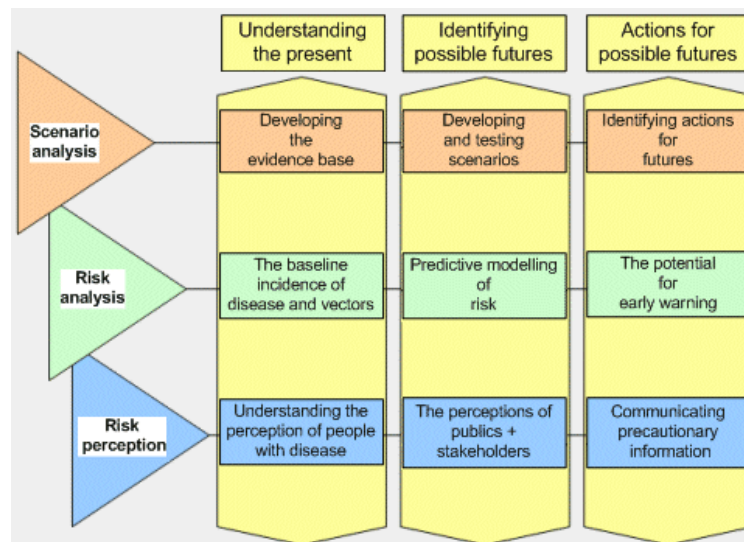 Understanding
the present
Identifying
possible futures
Actions for
possible futures
Scenario
analysis
Developing
the
evidence base
Developing
and testing
scenarios
Identifying actions
for
futures
Risk
analysis
The baseline
incidence of
disease and vectors
Predictive modelling
of
risk
The potential
for
early warning
Risk
perception
Understanding the
perception of people
with disease
The perceptions of
publics +
stakeholders
Communicating
precautionary
information